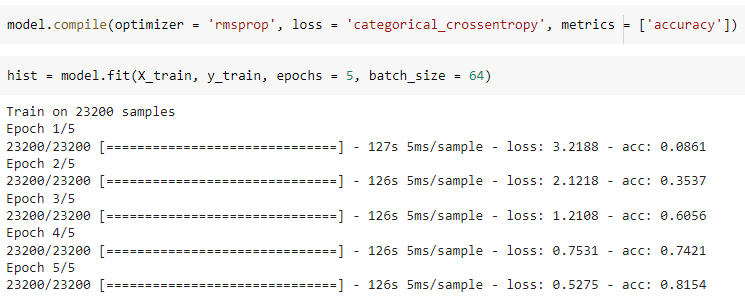 model.compile(optimizer = 'rmsprop', loss = 'categorical_crossentropy', metrics = ['accuracy'])
hist = model.fit(X_train, y_train, epochs = 5, batch_size = 64)
Train on 23200 samples
Epoch 1/5
23200/23200 [==============================] - 127s 5ms/sample - loss: 3.2188 - acc: 0.0861
Epoch 2/5
23200/23200 [==============================] - 126s 5ms/sample - loss: 2.1218 - acc: 0.3537
Epoch 3/5
23200/23200 [==============================] - 126s 5ms/sample - loss: 1.2108 - acc: 0.6056
Epoch 4/5
23200/23200 [==============================] - 126s 5ms/sample - loss: 0.7531 - acc: 0.7421
Epoch 5/5
23200/23200 [==============================] - 126s 5ms/sample - loss: 0.5275 - acc: 0.8154